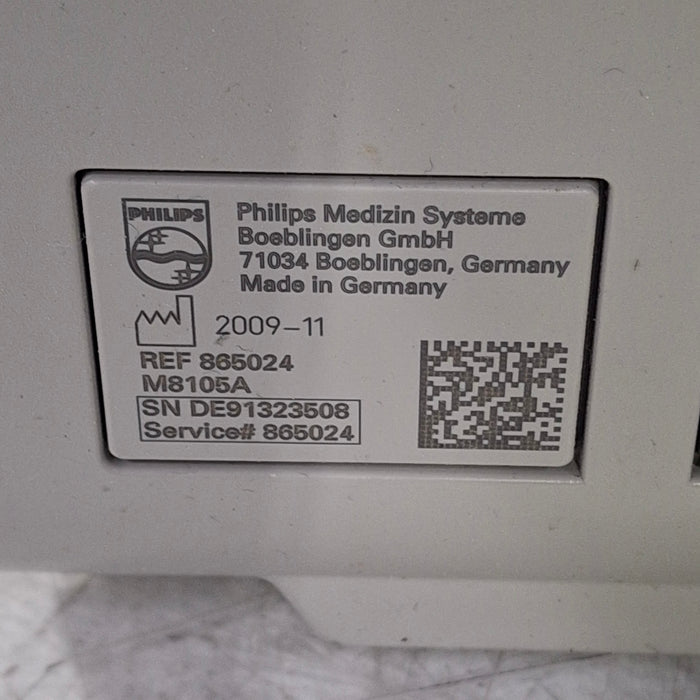 PHILIPS
Philips Medizin Systeme
Boeblingen GmbH
71034 Boeblingen, Germany
Made in Germany
2009-11
REF 865024
M8105A
SN DE91323508
Service# 865024